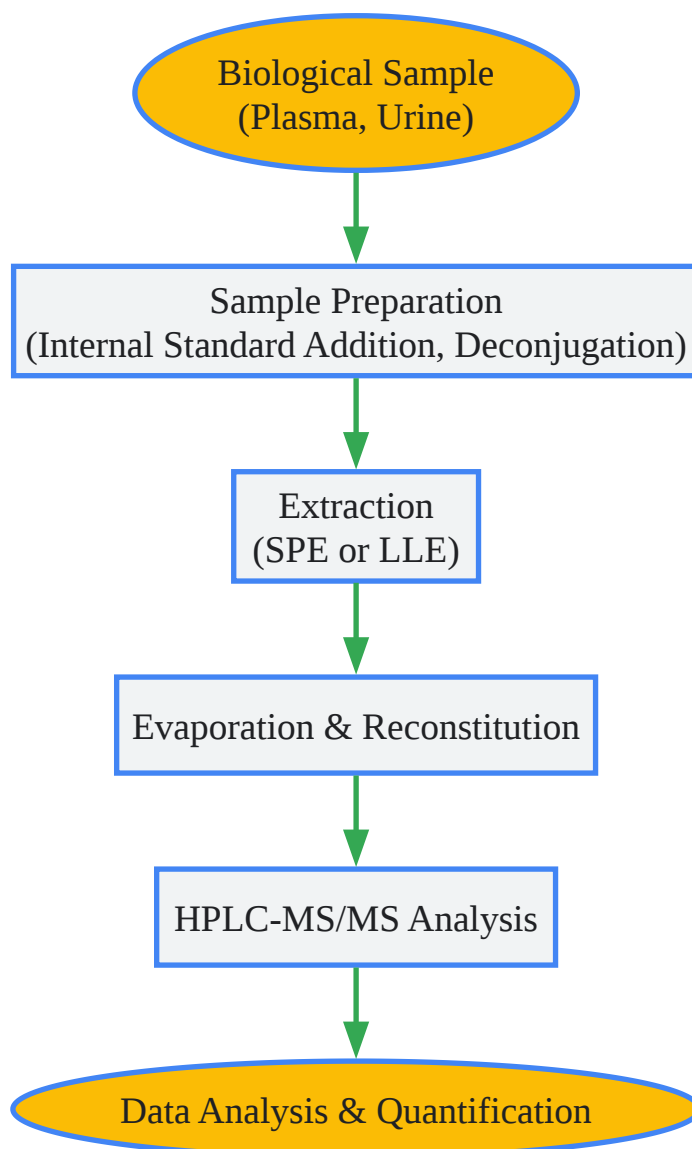 Biological Sample
(Plasma, Urine)
Sample Preparation
(Internal Standard Addition, Deconjugation)
Extraction
(SPE or LLE)
Evaporation & Reconstitution
HPLC-MS/MS Analysis
Data Analysis & Quantification